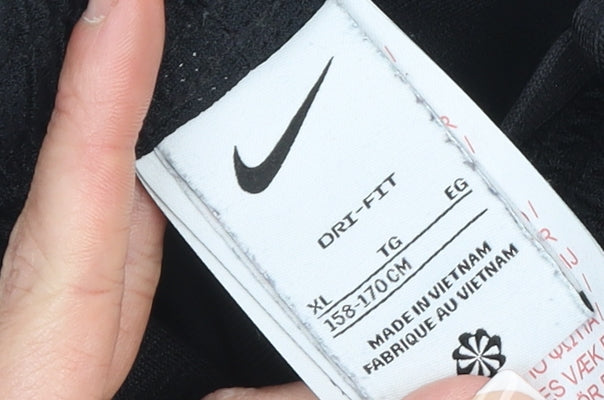 DRI-FIT
XL TG EG
158-170CM
MADE IN VIETNAM
FABRIQUE AU VIETNAM